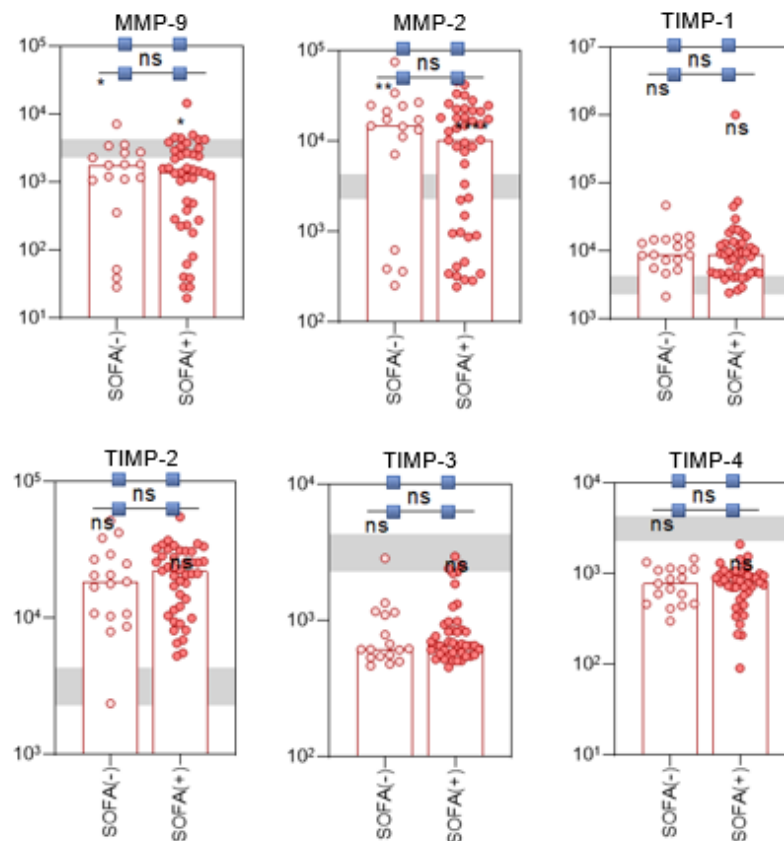 MMP-9
MMP-2
TIMP-1
10⁵
ns
*
10⁴
*
10³
10²
10¹
SOFA(-)
SOFA(+)
10⁵
ns
**
10⁴
****
10³
10²
SOFA(-)
SOFA(+)
10⁷
ns
ns
10⁶
ns
10⁵
10⁴
10³
SOFA(-)
SOFA(+)
TIMP-2
TIMP-3
TIMP-4
10⁵
ns
ns
ns
10⁴
10³
SOFA(-)
SOFA(+)
10⁴
ns
ns
ns
10³
10²
SOFA(-)
SOFA(+)
10⁴
ns
ns
ns
10³
10²
10¹
SOFA(-)
SOFA(+)